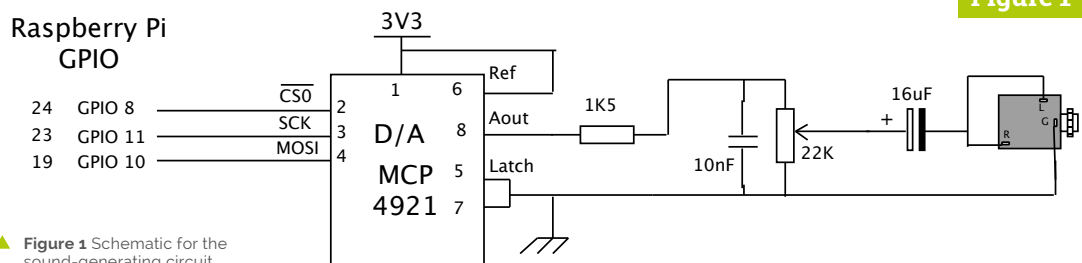 Figure 1
Raspberry Pi
GPIO
3V3
24 GPIO 8
23 GPIO 11
19 GPIO 10
CS0
SCK
MOSI
1
2
3
4
6
8
5
7
D/A
MCP
4921
Ref
Aout
Latch
1K5
10nF
22K
16uF
+
L
G
R
Figure 1 Schematic for the
sound-generating circuit